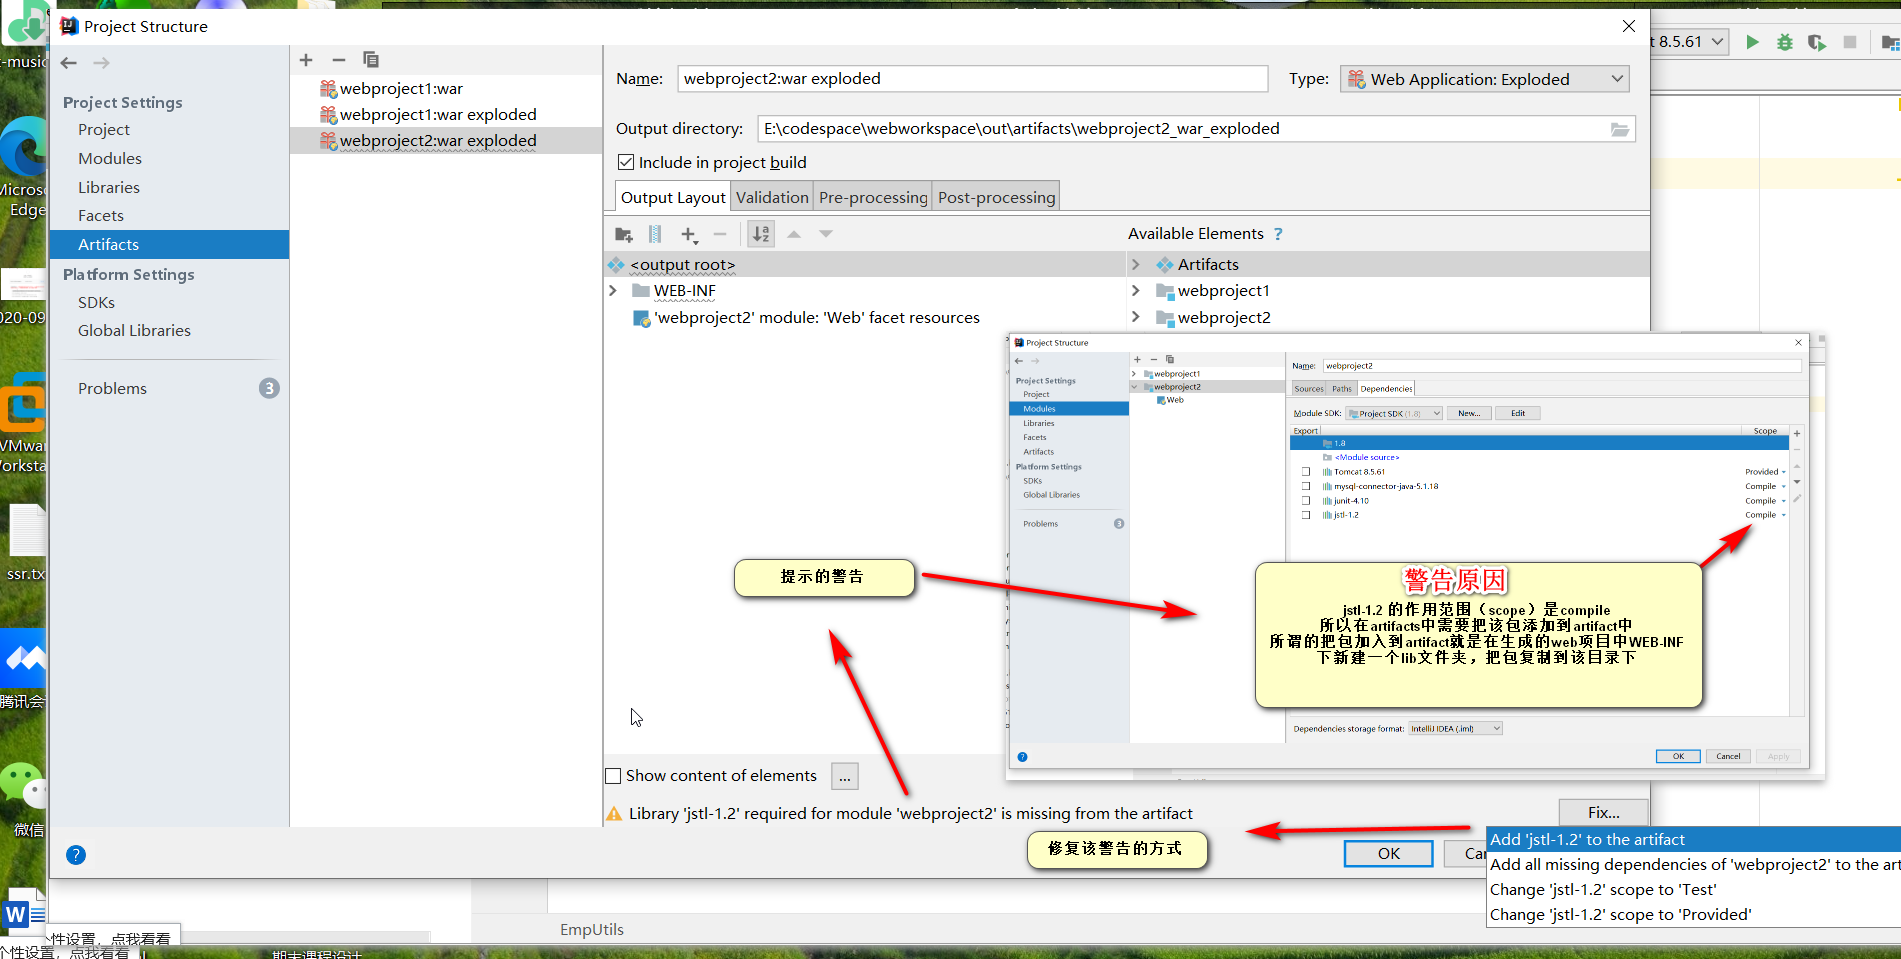 Project Structure
Project Settings
Project
Modules
Libraries
Facets
Artifacts
Platform Settings
SDKs
Global Libraries
Problems
3
webproject1:war
webproject1:war exploded
webproject2:war exploded
Name: webproject2:war exploded
Type: Web Application: Exploded
Output directory: E:\codespace\webworkspace\out\artifacts\webproject2_war_exploded
Include in project build
Output Layout Validation Pre-processing Post-processing
Available Elements ?
<output root>
WEB-INF
'webproject2' module: 'Web' facet resources
Artifacts
webproject1
webproject2
Project Structure
Project Settings
Project
Modules
Libraries
Facets
Artifacts
Platform Settings
SDKs
Global Libraries
Problems 3
webproject1
webproject2
Web
Name: webproject2
Sources Paths Dependencies
Module SDK: Project SDK (1.8) New... Edit
Export Scope
1.8
<Module source>
Tomcat 8.5.61 Provided
mysql-connector-java-5.1.18 Compile
junit-4.10 Compile
jstl-1.2 Compile
警告原因
jstl-1.2 的作用范围（scope）是compile
所以在artifacts中需要把该包添加到artifact中
所谓的把包加入到artifact就是在生成的web项目中WEB-INF
下新建一个lib文件夹，把包复制到该目录下
Dependencies storage format: IntelliJ IDEA (.iml)
? OK Cancel Apply
提示的警告
Show content of elements ...
Library 'jstl-1.2' required for module 'webproject2' is missing from the artifact
Fix...
修复该警告的方式
? OK
Add 'jstl-1.2' to the artifact
Add all missing dependencies of 'webproject2' to the
Change 'jstl-1.2' scope to 'Test'
Change 'jstl-1.2' scope to 'Provided'
EmpUtils
8.5.61
Edge
ssr.tx
腾讯会
微信
W
性设置，点我看看
个性设置，点我看看
期末课程设计